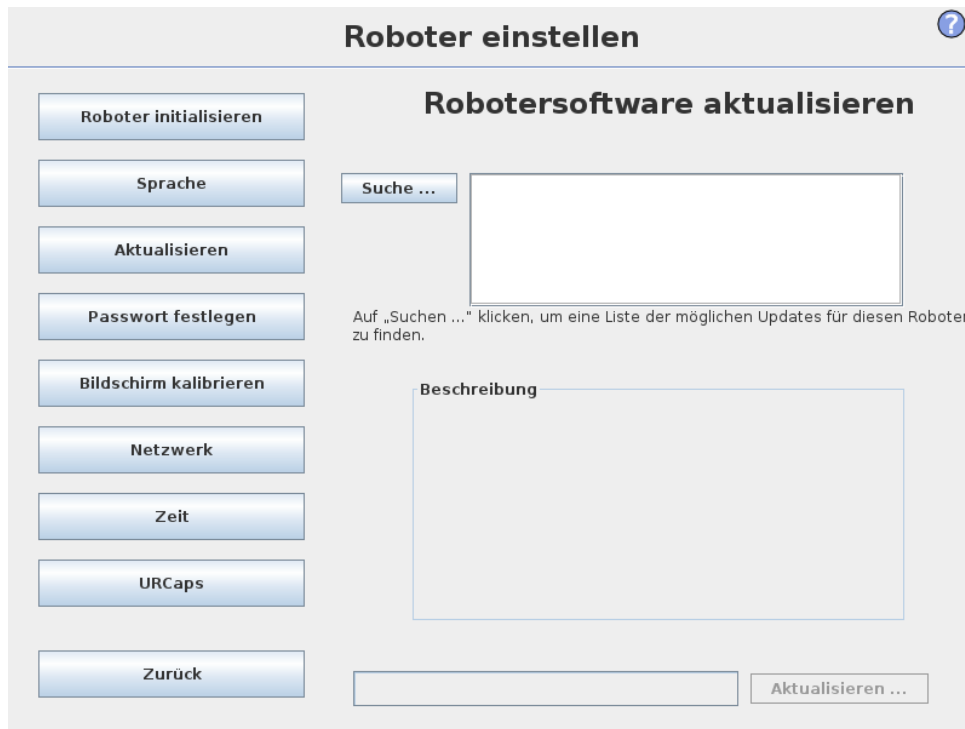 Roboter einstellen
?
Roboter initialisieren
Sprache
Aktualisieren
Passwort festlegen
Bildschirm kalibrieren
Netzwerk
Zeit
URCaps
Zurück
Robotersoftware aktualisieren
Suche ...
Auf „Suchen ..." klicken, um eine Liste der möglichen Updates für diesen Roboter
zu finden.
Beschreibung
Aktualisieren ...